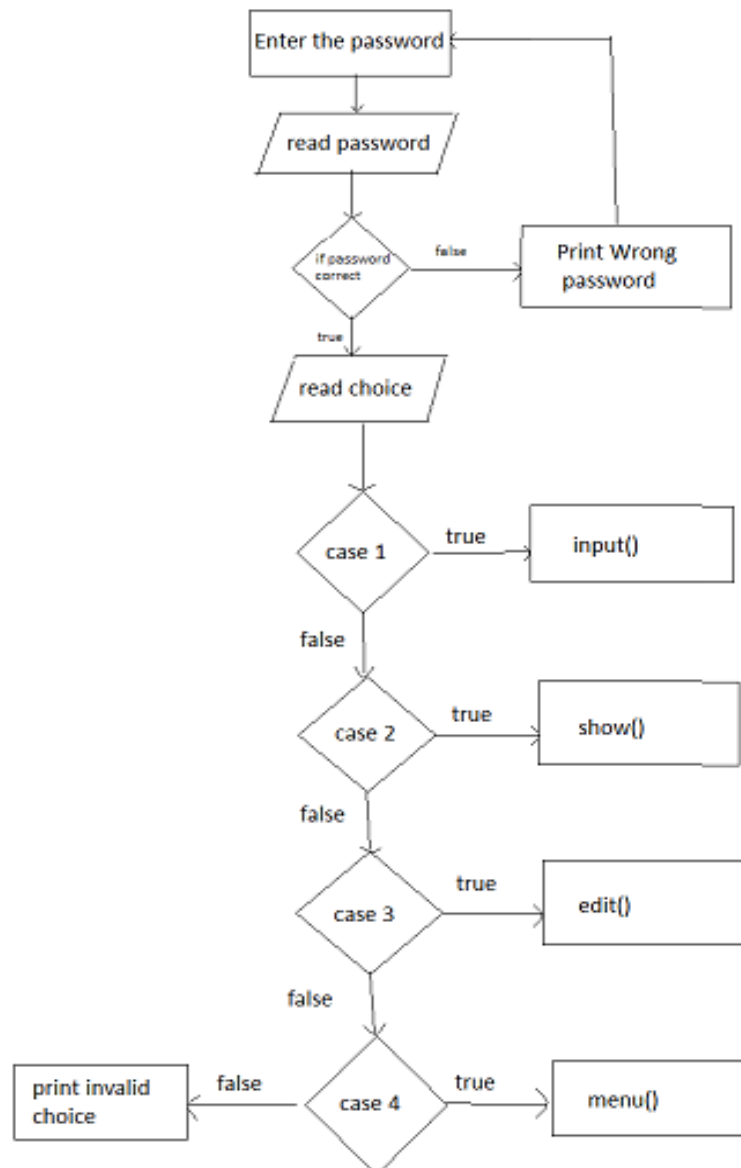 Enter the password
read password
if password
correct
false
Print Wrong
password
true
read choice
case 1
true
input()
false
case 2
true
show()
false
case 3
true
edit()
false
case 4
true
menu()
false
print invalid
choice